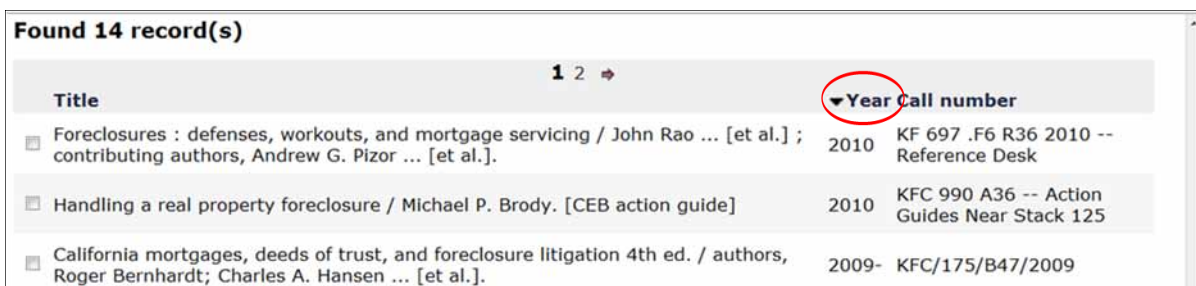 Found 14 record(s)
1 2
Title Year Call number
Foreclosures : defenses, workouts, and mortgage servicing / John Rao ... [et al.] ;
contributing authors, Andrew G. Pizor ... [et al.].
2010
KF 697 .F6 R36 2010 --
Reference Desk
Handling a real property foreclosure / Michael P. Brody. [CEB action guide]
2010
KFC 990 A36 -- Action
Guides Near Stack 125
California mortgages, deeds of trust, and foreclosure litigation 4th ed. / authors,
Roger Bernhardt; Charles A. Hansen ... [et al.].
2009-
KFC/175/B47/2009